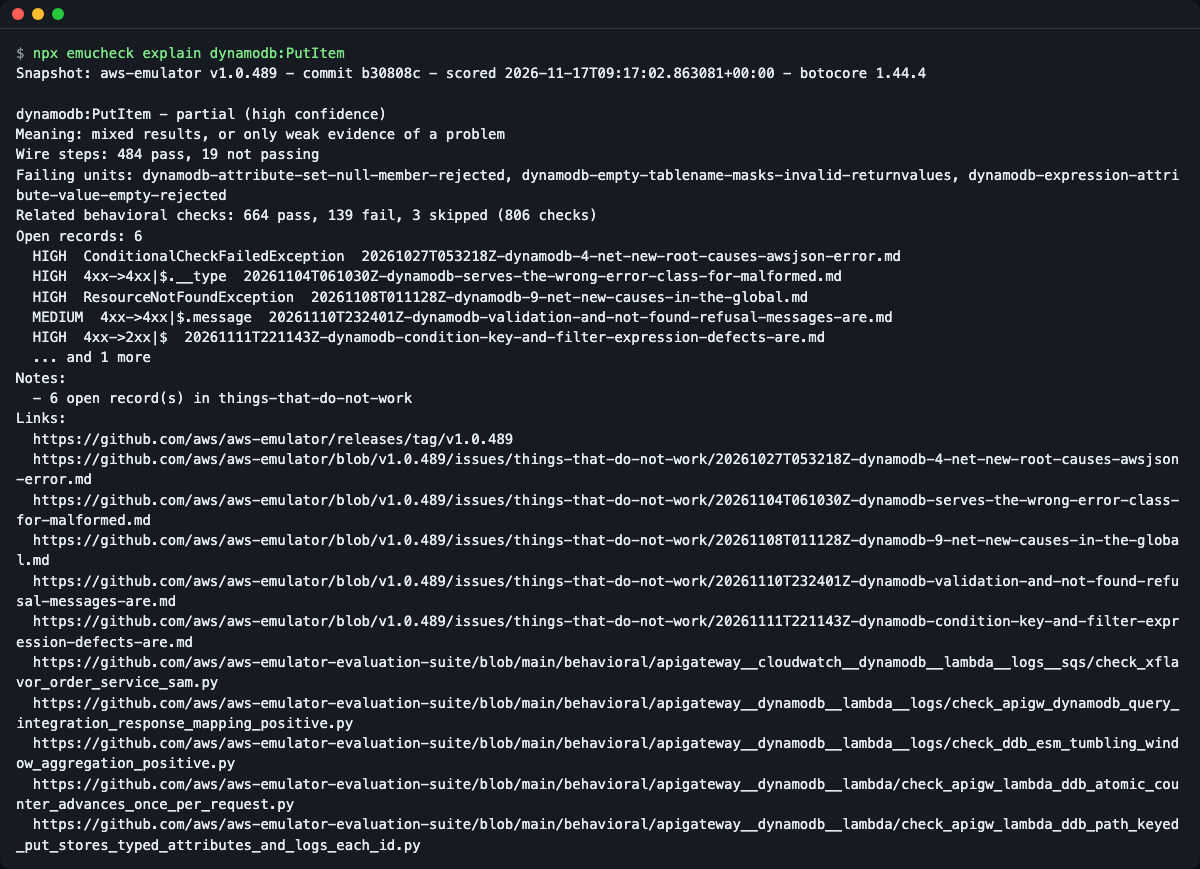 $ npx emucheck explain dynamodb:PutItem
Snapshot: aws-emulator v1.0.489 – commit b30808c – scored 2026-11-17T09:17:02.863081+00:00 – botocore 1.44.4
dynamodb:PutItem – partial (high confidence)
Meaning: mixed results, or only weak evidence of a problem
Wire steps: 484 pass, 19 not passing
Failing units: dynamodb-attribute-set-null-member-rejected, dynamodb-empty-tablename-masks-invalid-returnvalues, dynamodb-expression-attri
bute-value-empty-rejected
Related behavioral checks: 664 pass, 139 fail, 3 skipped (806 checks)
Open records: 6
  HIGH  ConditionalCheckFailedException  20261027T053218Z-dynamodb-4-net-new-root-causes-awsjson-error.md
  HIGH  4xx->4xx|$.__type  20261104T061030Z-dynamodb-serves-the-wrong-error-class-for-malformed.md
  HIGH  ResourceNotFoundException  20261108T011128Z-dynamodb-9-net-new-causes-in-the-global.md
  MEDIUM  4xx->4xx|$.message  20261110T232401Z-dynamodb-validation-and-not-found-refusal-messages-are.md
  HIGH  4xx->2xx|$  20261111T221143Z-dynamodb-condition-key-and-filter-expression-defects-are.md
  ... and 1 more
Notes:
  – 6 open record(s) in things-that-do-not-work
Links:
  https://github.com/aws/aws-emulator/releases/tag/v1.0.489
  https://github.com/aws/aws-emulator/blob/v1.0.489/issues/things-that-do-not-work/20261027T053218Z-dynamodb-4-net-new-root-causes-awsjson
-error.md
  https://github.com/aws/aws-emulator/blob/v1.0.489/issues/things-that-do-not-work/20261104T061030Z-dynamodb-serves-the-wrong-error-class-
for-malformed.md
  https://github.com/aws/aws-emulator/blob/v1.0.489/issues/things-that-do-not-work/20261108T011128Z-dynamodb-9-net-new-causes-in-the-globa
l.md
  https://github.com/aws/aws-emulator/blob/v1.0.489/issues/things-that-do-not-work/20261110T232401Z-dynamodb-validation-and-not-found-refu
sal-messages-are.md
  https://github.com/aws/aws-emulator/blob/v1.0.489/issues/things-that-do-not-work/20261111T221143Z-dynamodb-condition-key-and-filter-expr
ession-defects-are.md
  https://github.com/aws/aws-emulator-evaluation-suite/blob/main/behavioral/apigateway__cloudwatch__dynamodb__lambda__logs__sqs/check_xfla
vor_order_service_sam.py
  https://github.com/aws/aws-emulator-evaluation-suite/blob/main/behavioral/apigateway__dynamodb__lambda__logs/check_apigw_dynamodb_query_
integration_response_mapping_positive.py
  https://github.com/aws/aws-emulator-evaluation-suite/blob/main/behavioral/apigateway__dynamodb__lambda__logs/check_ddb_esm_tumbling_wind
ow_aggregation_positive.py
  https://github.com/aws/aws-emulator-evaluation-suite/blob/main/behavioral/apigateway__dynamodb__lambda/check_apigw_lambda_ddb_atomic_cou
nter_advances_once_per_request.py
  https://github.com/aws/aws-emulator-evaluation-suite/blob/main/behavioral/apigateway__dynamodb__lambda/check_apigw_lambda_ddb_path_keyed
_put_stores_typed_attributes_and_logs_each_id.py